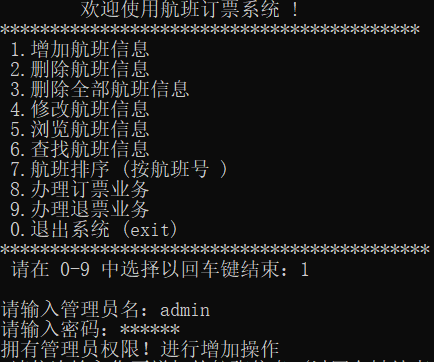 欢迎使用航班订票系统 !
******************************************
1.增加航班信息
2.删除航班信息
3.删除全部航班信息
4.修改航班信息
5.浏览航班信息
6.查找航班信息
7.航班排序 (按航班号 )
8.办理订票业务
9.办理退票业务
0.退出系统 (exit)
*******************************************
请在 0-9 中选择以回车键结束: 1
请输入管理员名: admin
请输入密码: ******
拥有管理员权限! 进行增加操作